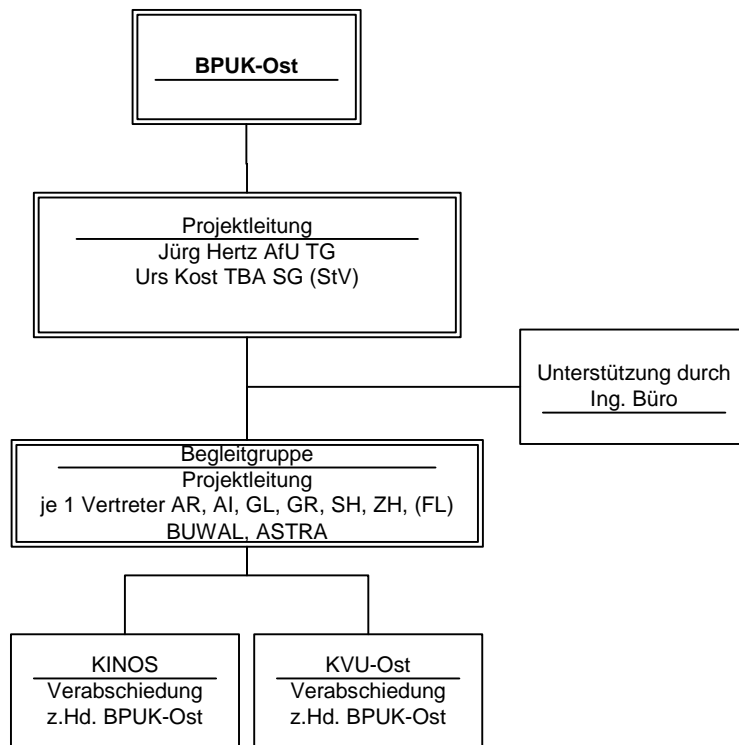 BPUK-Ost
Projektleitung
Jürg Hertz AfU TG
Urs Kost TBA SG (StV)
Unterstützung durch
Ing. Büro
Begleitgruppe
Projektleitung
je 1 Vertreter AR, AI, GL, GR, SH, ZH, (FL)
BUWAL, ASTRA
KINOS
Verabschiedung
z.Hd. BPUK-Ost
KVU-Ost
Verabschiedung
z.Hd. BPUK-Ost